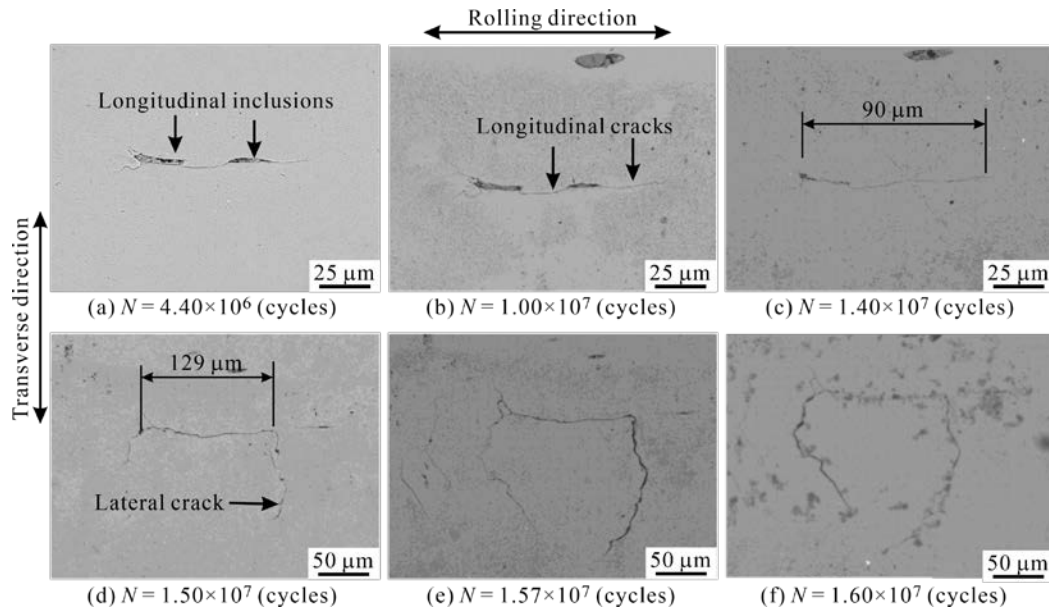 Rolling direction
Longitudinal inclusions
25 μm
(a) N = 4.40×10⁶ (cycles)
Longitudinal cracks
25 μm
(b) N = 1.00×10⁷ (cycles)
90 μm
25 μm
(c) N = 1.40×10⁷ (cycles)
Transverse direction
129 μm
Lateral crack
50 μm
(d) N = 1.50×10⁷ (cycles)
50 μm
(e) N = 1.57×10⁷ (cycles)
50 μm
(f) N = 1.60×10⁷ (cycles)